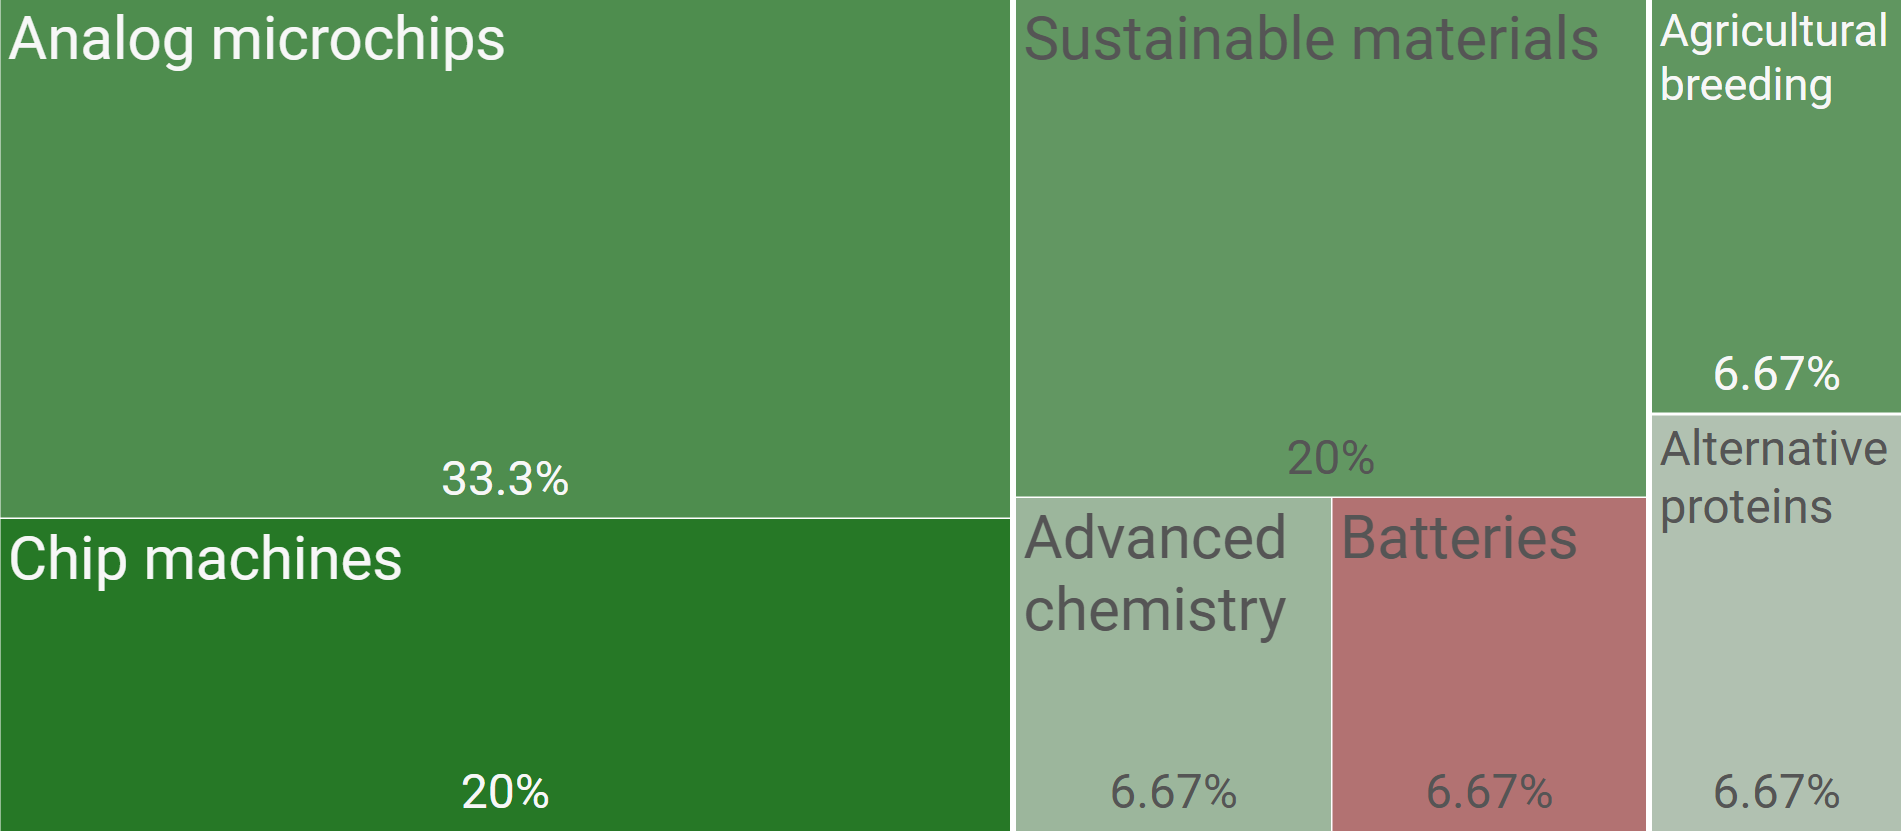 Analog microchips
33.3%
Chip machines
20%
Sustainable materials
20%
Advanced
chemistry
6.67%
Batteries
6.67%
Agricultural
breeding
6.67%
Alternative
proteins
6.67%